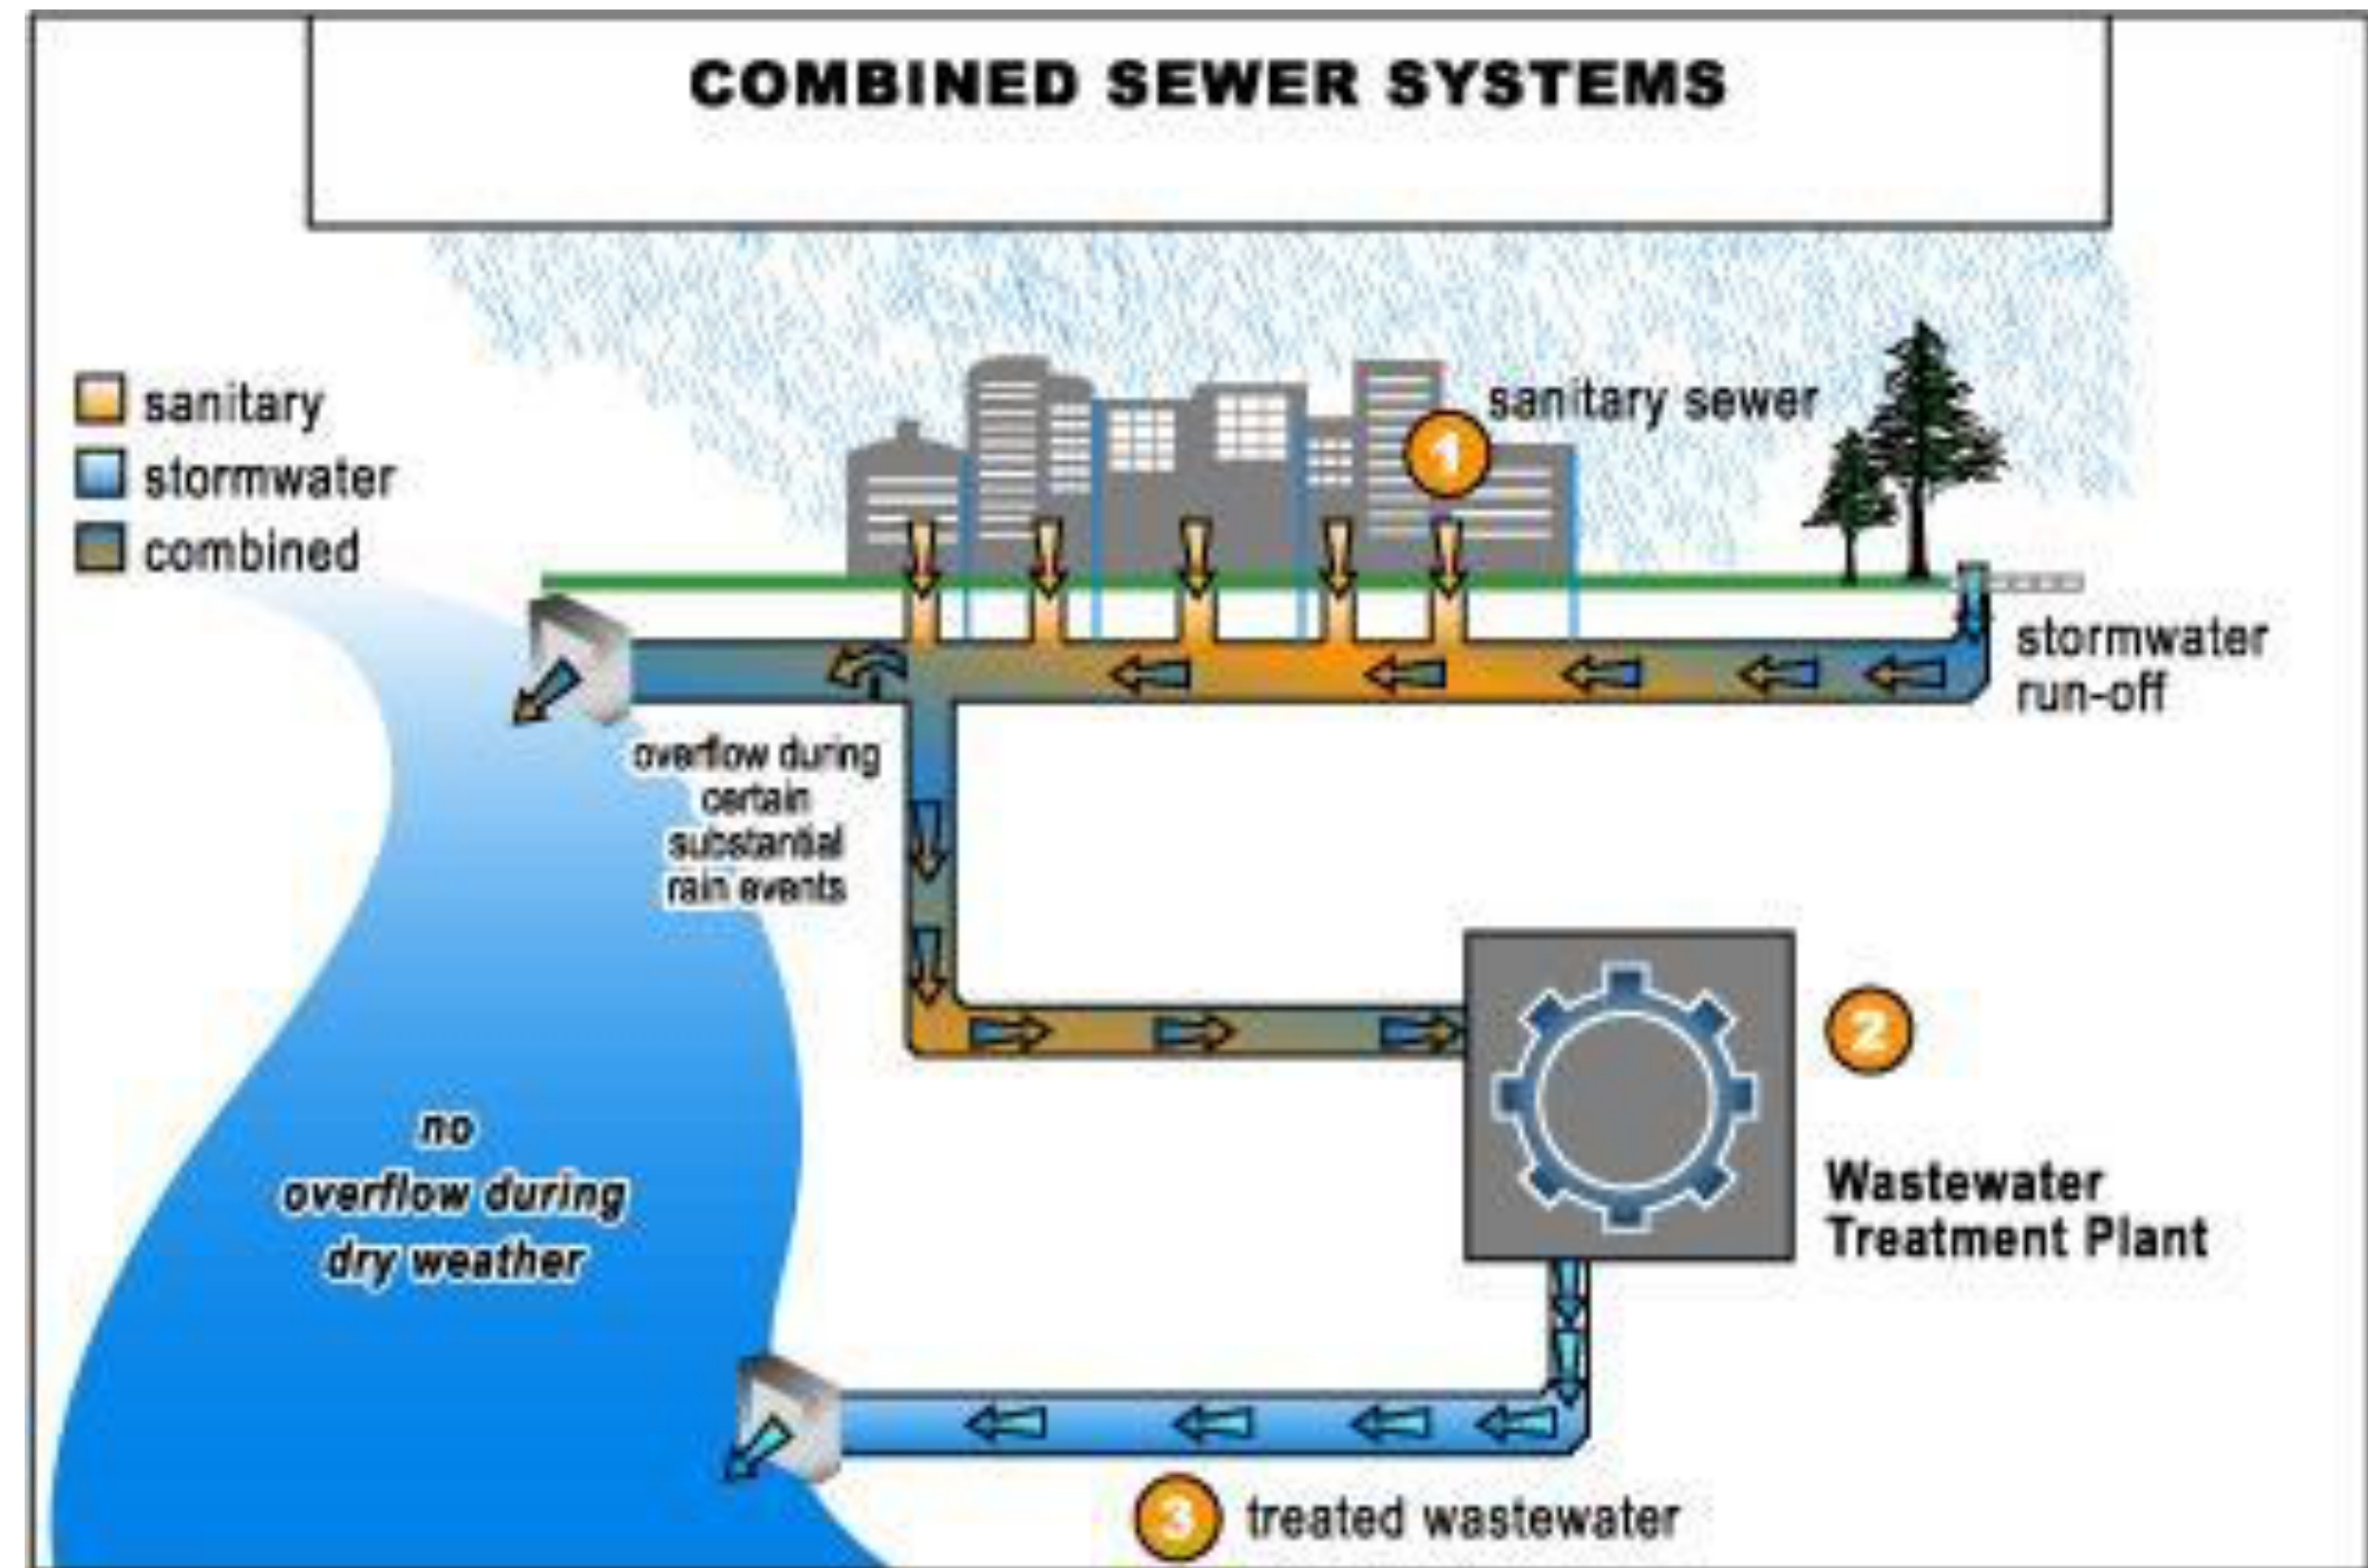 COMBINED SEWER SYSTEMS
sanitary
stormwater
combined
sanitary sewer
1
stormwater
run-off
overflow during
certain
substantial
rain events
2
Wastewater
Treatment Plant
no
overflow during
dry weather
3 treated wastewater